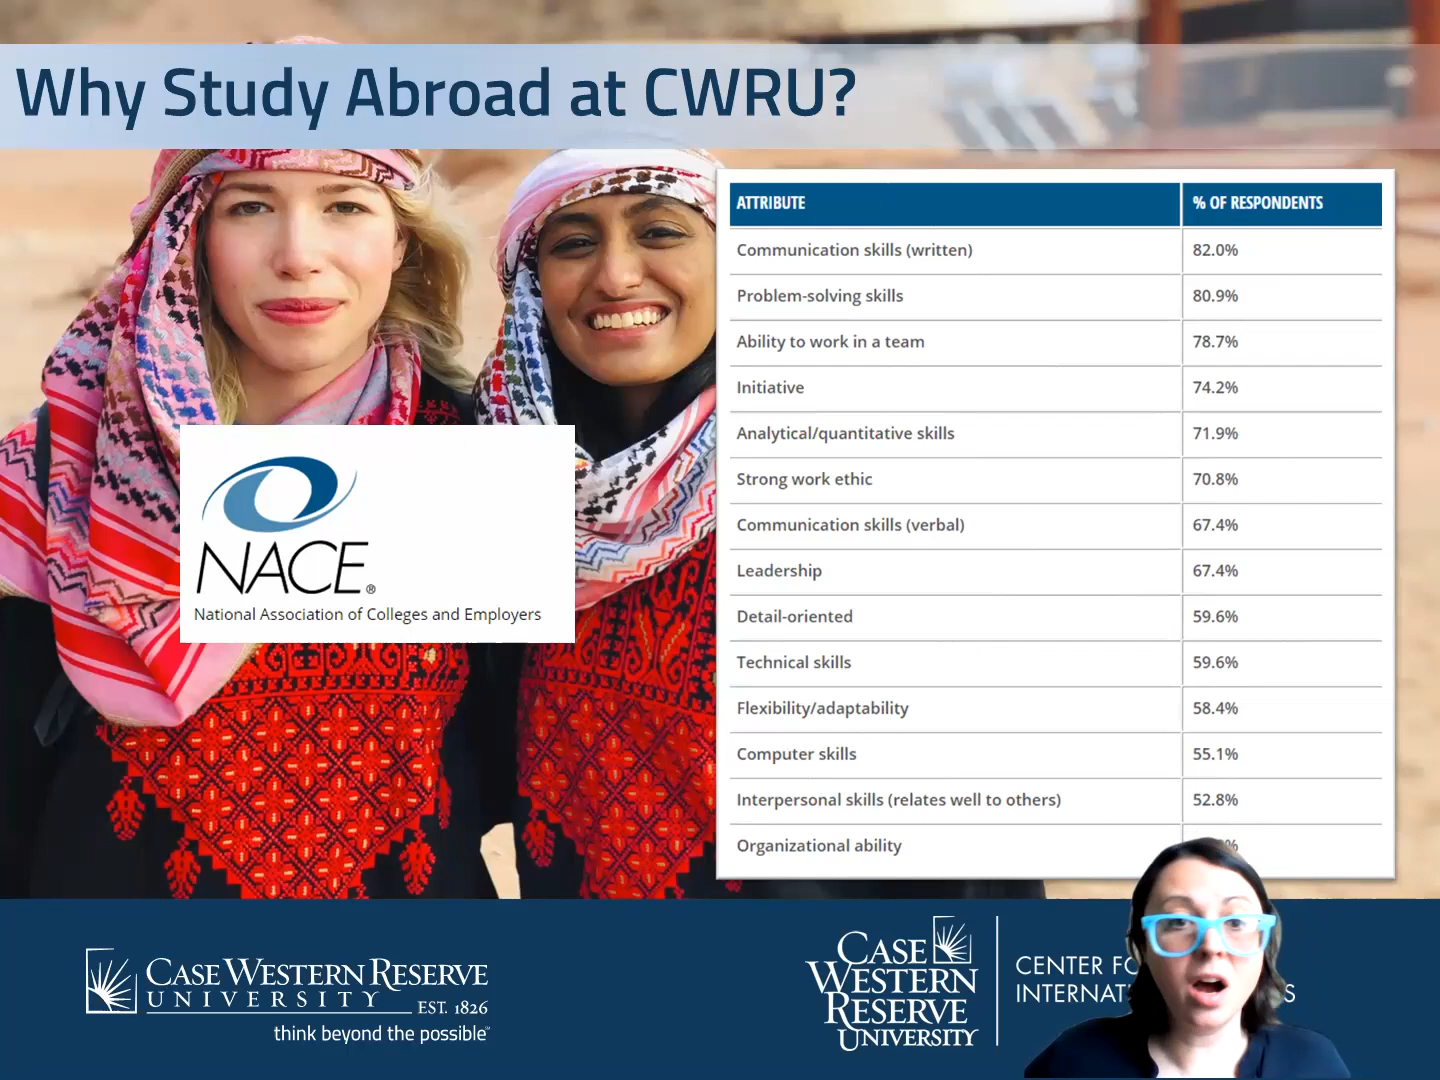 Why Study Abroad at CWRU?
ATTRIBUTE % OF RESPONDENTS
Communication skills (written) 82.0%
Problem-solving skills 80.9%
Ability to work in a team 78.7%
Initiative 74.2%
Analytical/quantitative skills 71.9%
Strong work ethic 70.8%
Communication skills (verbal) 67.4%
Leadership 67.4%
Detail-oriented 59.6%
Technical skills 59.6%
Flexibility/adaptability 58.4%
Computer skills 55.1%
Interpersonal skills (relates well to others) 52.8%
Organizational ability
NACE®
National Association of Colleges and Employers
CASE WESTERN RESERVE
UNIVERSITY EST. 1826
think beyond the possible℠
CASE
WESTERN
RESERVE
UNIVERSITY
CENTER